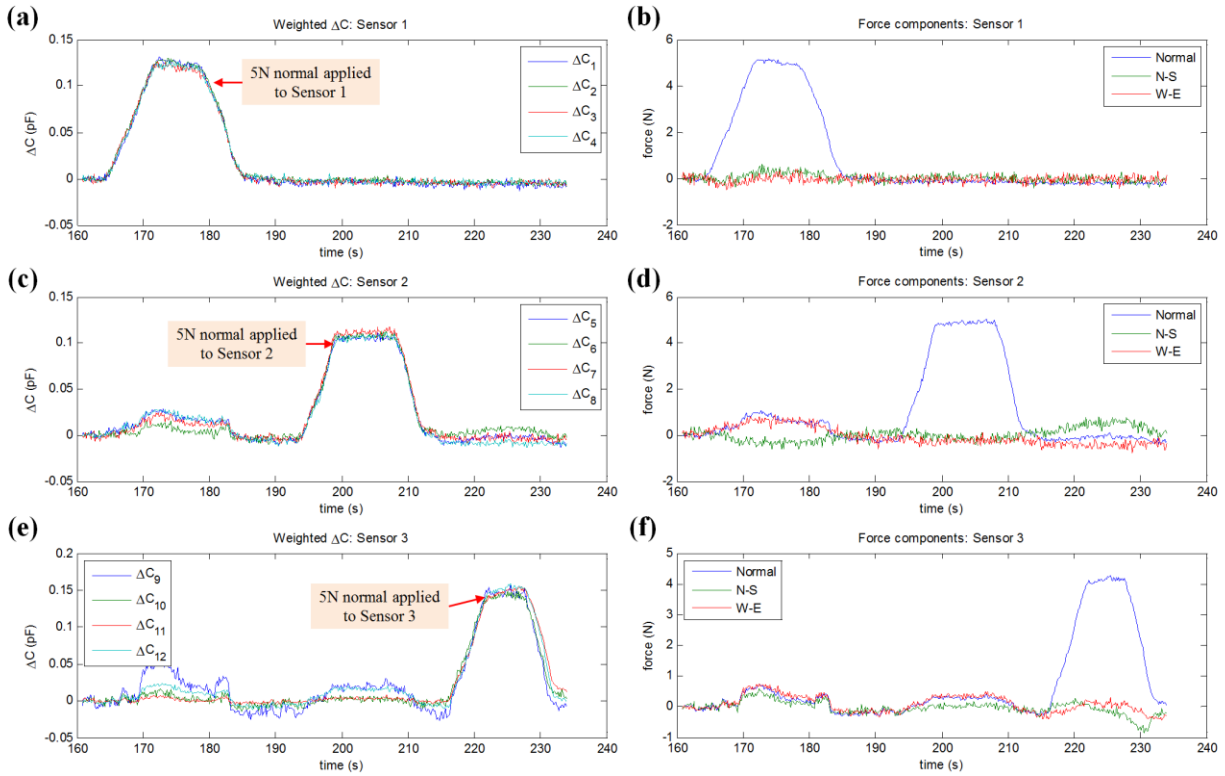 (a)
Weighted ΔC: Sensor 1
0.15
0.1
0.05
0
-0.05
ΔC (pF)
5N normal applied
to Sensor 1
ΔC1
ΔC2
ΔC3
ΔC4
160 170 180 190 200 210 220 230 240
time (s)
(b)
Force components: Sensor 1
6
4
2
0
-2
force (N)
Normal
N-S
W-E
160 170 180 190 200 210 220 230 240
time (s)
(c)
Weighted ΔC: Sensor 2
0.15
0.1
0.05
0
-0.05
ΔC (pF)
5N normal applied
to Sensor 2
ΔC5
ΔC6
ΔC7
ΔC8
160 170 180 190 200 210 220 230 240
time (s)
(d)
Force components: Sensor 2
6
4
2
0
-2
force (N)
Normal
N-S
W-E
160 170 180 190 200 210 220 230 240
time (s)
(e)
Weighted ΔC: Sensor 3
0.2
0.15
0.1
0.05
0
-0.05
ΔC (pF)
ΔC9
ΔC10
ΔC11
ΔC12
5N normal applied
to Sensor 3
160 170 180 190 200 210 220 230 240
time (s)
(f)
Force components: Sensor 3
5
4
3
2
1
0
-1
force (N)
Normal
N-S
W-E
160 170 180 190 200 210 220 230 240
time (s)